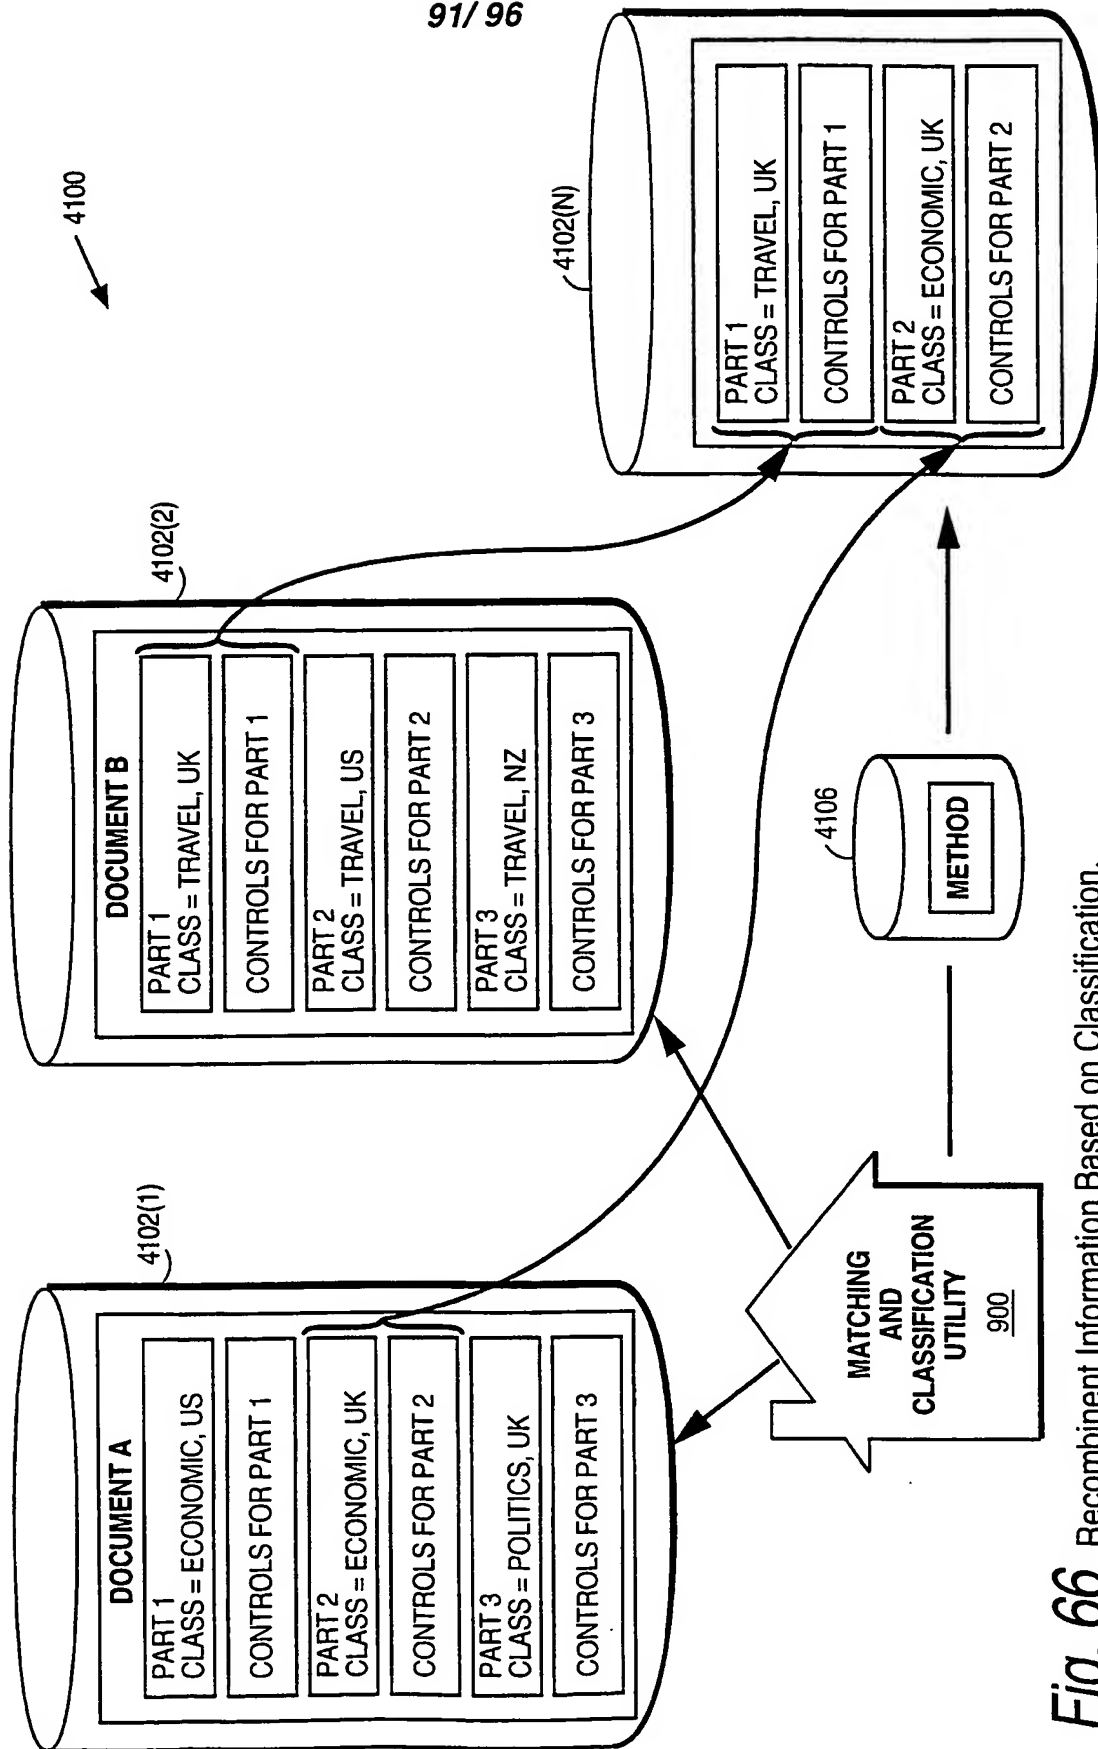 91/ 96
4100
4102(1)
DOCUMENT A
PART 1
CLASS = ECONOMIC, US
CONTROLS FOR PART 1
PART 2
CLASS = ECONOMIC, UK
CONTROLS FOR PART 2
PART 3
CLASS = POLITICS, UK
CONTROLS FOR PART 3
4102(2)
DOCUMENT B
PART 1
CLASS = TRAVEL, UK
CONTROLS FOR PART 1
PART 2
CLASS = TRAVEL, US
CONTROLS FOR PART 2
PART 3
CLASS = TRAVEL, NZ
CONTROLS FOR PART 3
4102(N)
PART 1
CLASS = TRAVEL, UK
CONTROLS FOR PART 1
PART 2
CLASS = ECONOMIC, UK
CONTROLS FOR PART 2
MATCHING
AND
CLASSIFICATION
UTILITY
900
4106
METHOD
Fig. 66 Recombinent Information Based on Classification.